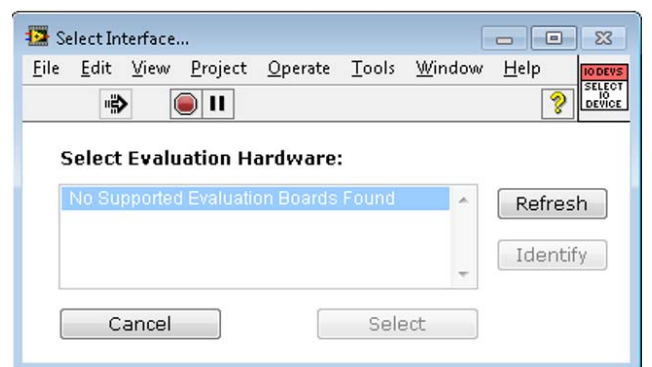 Select Interface...
File Edit View Project Operate Tools Window Help
IO DEVS
SELECT
IO
DEVICE
Select Evaluation Hardware:
No Supported Evaluation Boards Found
Refresh
Identify
Cancel
Select